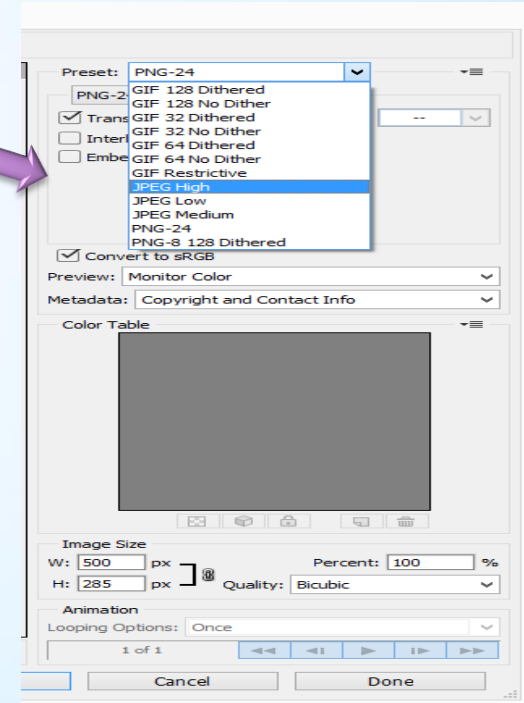 Preset: PNG-24
PNG-2
GIF 128 Dithered
GIF 128 No Dither
Trans GIF 32 Dithered --
Interl GIF 32 No Dither
GIF 64 Dithered
Embe GIF 64 No Dither
GIF Restrictive
JPEG High
JPEG Low
JPEG Medium
PNG-24
PNG-8 128 Dithered
Convert to sRGB
Preview: Monitor Color
Metadata: Copyright and Contact Info
Color Table
Image Size
W: 500 px Percent: 100 %
H: 285 px Quality: Bicubic
Animation
Looping Options: Once
1 of 1
Cancel Done